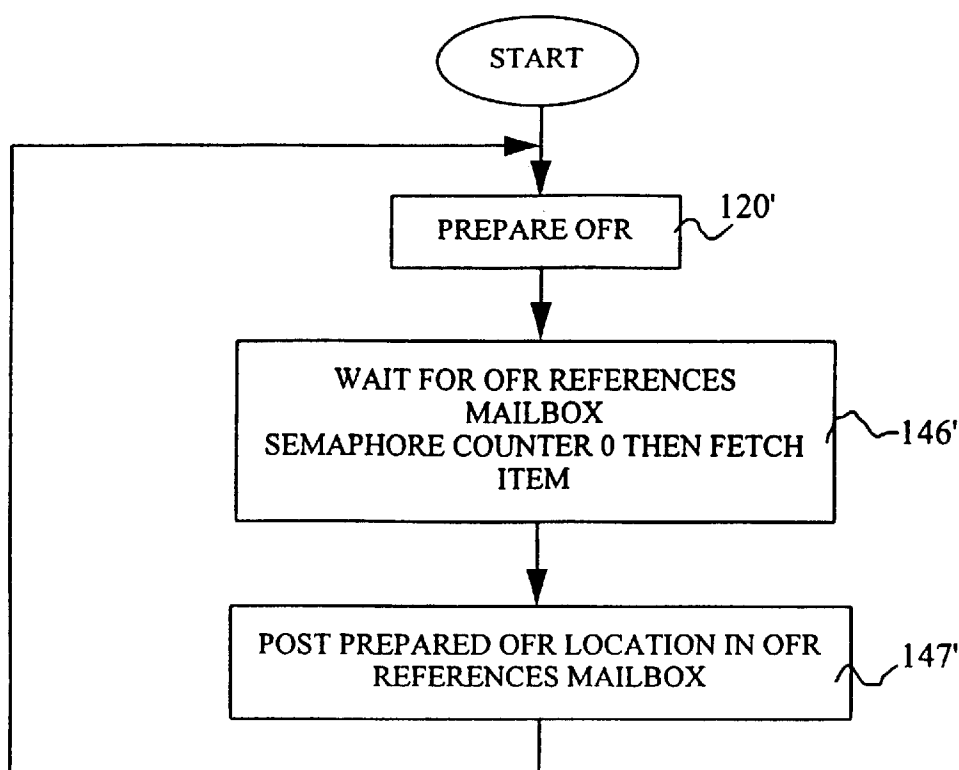 START
PREPARE OFR
120'
WAIT FOR OFR REFERENCES
MAILBOX
SEMAPHORE COUNTER 0 THEN FETCH
ITEM
146'
POST PREPARED OFR LOCATION IN OFR
REFERENCES MAILBOX
147'